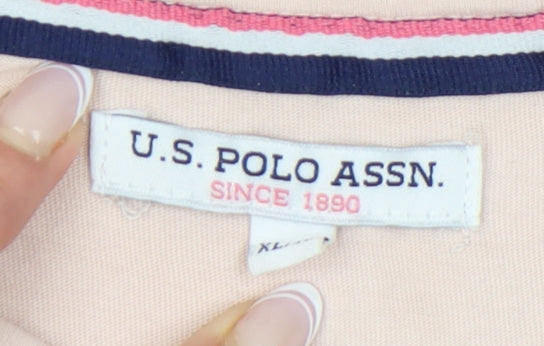 U.S. POLO ASSN.
SINCE 1890